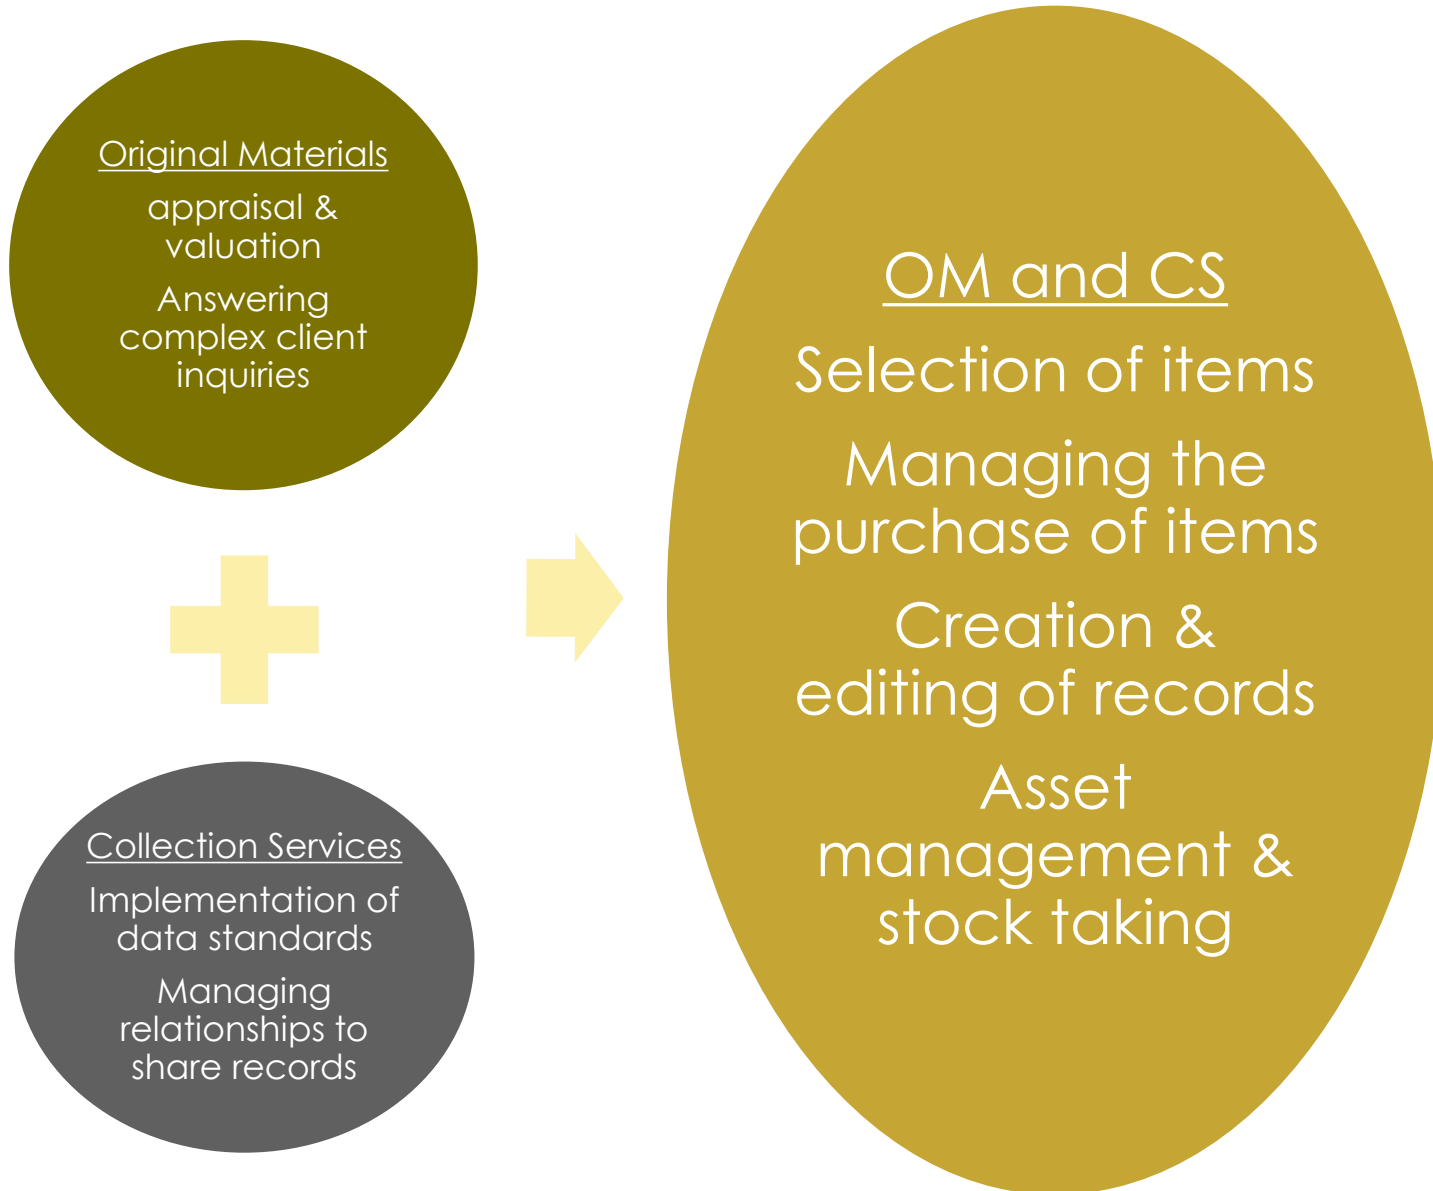 Original Materials
appraisal &
valuation
Answering
complex client
inquiries
Collection Services
Implementation of
data standards
Managing
relationships to
share records
OM and CS
Selection of items
Managing the
purchase of items
Creation &
editing of records
Asset
management &
stock taking